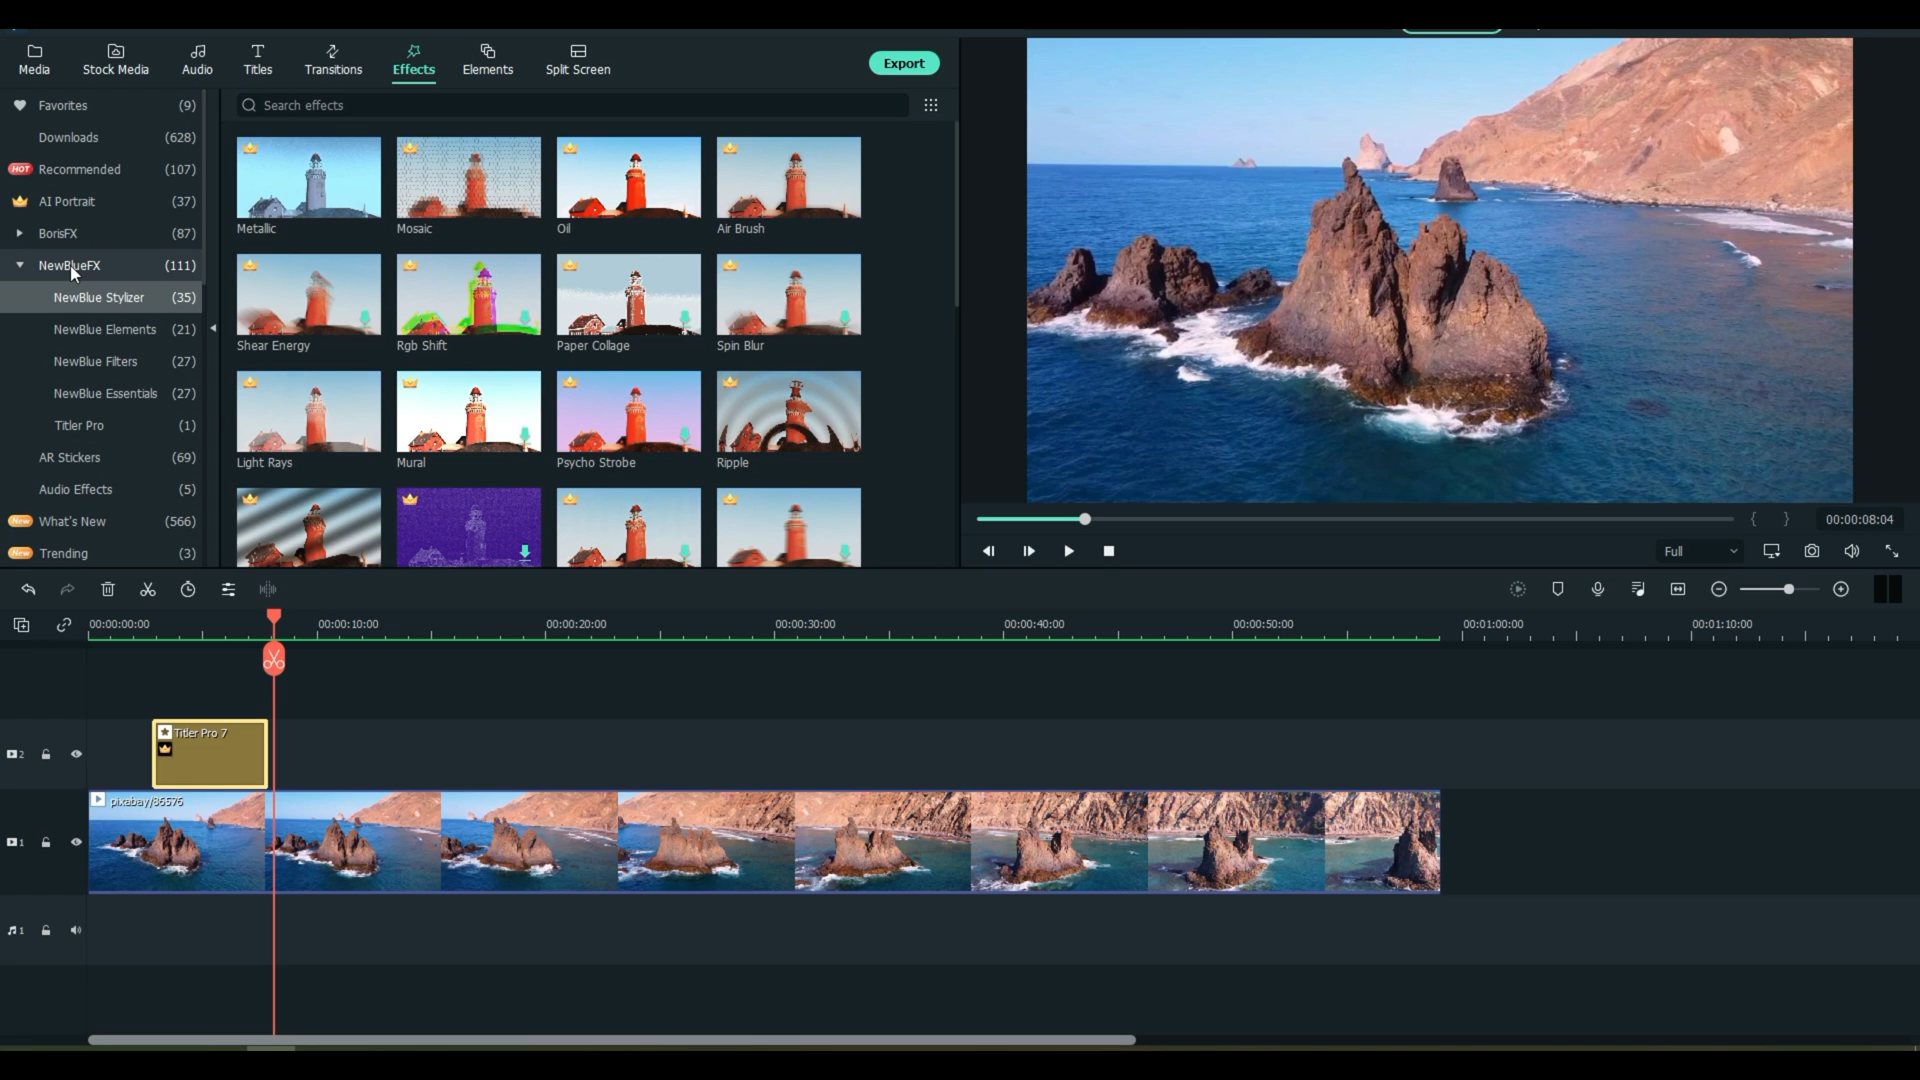 Media
Stock Media
Audio
Titles
Transitions
Effects
Elements
Split Screen
Export
Favorites (9)
Downloads (628)
HOT Recommended (107)
AI Portrait (37)
BorisFX (87)
NewBlueFX (111)
NewBlue Stylizer (35)
NewBlue Elements (21)
NewBlue Filters (27)
NewBlue Essentials (27)
Titler Pro (1)
AR Stickers (69)
Audio Effects (5)
New What's New (566)
New Trending (3)
Search effects
Metallic
Mosaic
Oil
Air Brush
Shear Energy
Rgb Shift
Paper Collage
Spin Blur
Light Rays
Mural
Psycho Strobe
Ripple
{ } 00:00:08:04
Full
00:00:00:00
00:00:10:00
00:00:20:00
00:00:30:00
00:00:40:00
00:00:50:00
00:01:00:00
00:01:10:00
2
Titler Pro 7
1
pixabay/86576
1